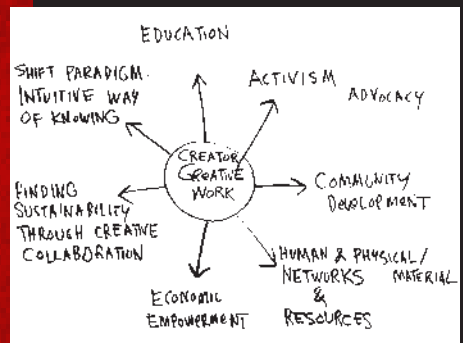 EDUCATION
SHIFT PARADIGM.
INTUITIVE WAY
OF KNOWING
ACTIVISM
ADVOCACY
CREATOR
CREATIVE
WORK
COMMUNITY
DEVELOPMENT
FINDING
SUSTAINABILITY
THROUGH CREATIVE
COLLABORATION
HUMAN & PHYSICAL/
NETWORKS MATERIAL
&
RESOURCES
ECONOMIC
EMPOWERMENT